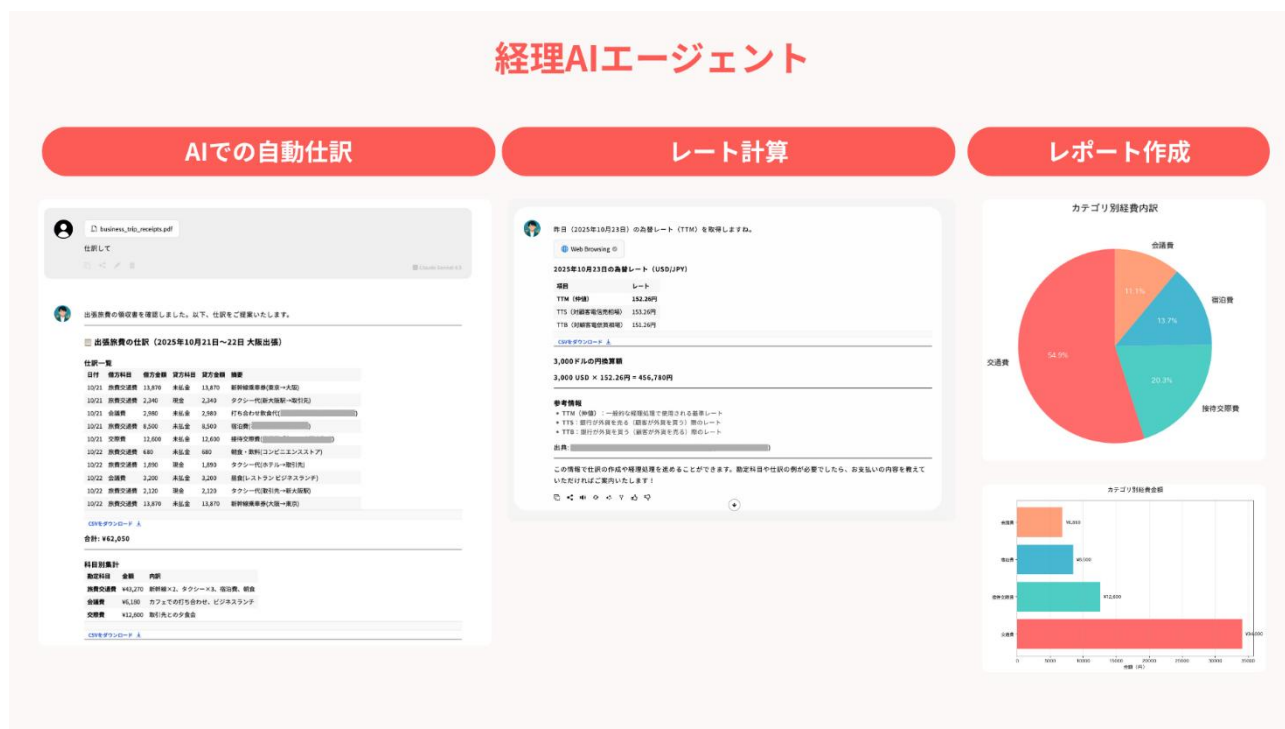 経理AIエージェント
AIでの自動仕訳
business_trip_receipts.pdf
仕訳して
出張旅費の領収書を確認しました。以下、仕訳をご提案いたします。
出張旅費の仕訳（2025年10月21日〜22日 大阪出張）
仕訳一覧
日付 借方科目 借方金額 貸方科目 貸方金額 摘要
10/21 旅費交通費 13,870 未払金 13,870 新幹線乗車券(東京→大阪)
10/21 旅費交通費 2,340 現金 2,340 タクシー代(新大阪駅→取引先)
10/21 会議費 2,980 未払金 2,980 打ち合わせ飲食代(
10/21 旅費交通費 8,500 未払金 8,500 宿泊費(
10/21 交際費 12,600 未払金 12,600 接待交際費(
10/22 旅費交通費 680 未払金 680 朝食・飲料(コンビニエンスストア)
10/22 旅費交通費 1,890 現金 1,890 タクシー代(ホテル→取引先)
10/22 会議費 3,200 未払金 3,200 昼食(レストラン ビジネスランチ)
10/22 旅費交通費 2,120 現金 2,120 タクシー代(取引先→新大阪駅)
10/22 旅費交通費 13,870 未払金 13,870 新幹線乗車券(大阪→東京)
CSVをダウンロード
合計: ¥62,050
科目別集計
勘定科目 金額 内訳
旅費交通費 ¥43,270 新幹線×2、タクシー×3、宿泊費、朝食
会議費 ¥6,180 カフェでの打ち合わせ、ビジネスランチ
交際費 ¥12,600 取引先との夕食会
CSVをダウンロード
レート計算
昨日（2025年10月23日）の為替レート（TTM）を取得しますね。
Web Browsing
2025年10月23日の為替レート（USD/JPY）
項目 レート
TTM（仲値） 152.26円
TTS（対顧客電信売相場） 153.26円
TTB（対顧客電信買相場） 151.26円
CSVをダウンロード
3,000ドルの円換算額
3,000 USD × 152.26円 = 456,780円
参考情報
• TTM（仲値）：一般的な経理処理で使用される基準レート
• TTS：銀行が外貨を売る（顧客が外貨を買う）際のレート
• TTB：銀行が外貨を買う（顧客が外貨を売る）際のレート
出典:
この情報で仕訳の作成や経理処理を進めることができます。勘定科目や仕訳の例が必要でしたら、お支払いの内容を教えて
いただければご案内いたします！
レポート作成
カテゴリ別経費内訳
会議費
11.1%
宿泊費
13.7%
交通費
54.9%
20.3%
接待交際費
カテゴリ別経費金額
会議費
宿泊費
接待交際費
¥12,600
交通費
0 5000 10000 15000 20000 25000 30000 35000
金額（円）